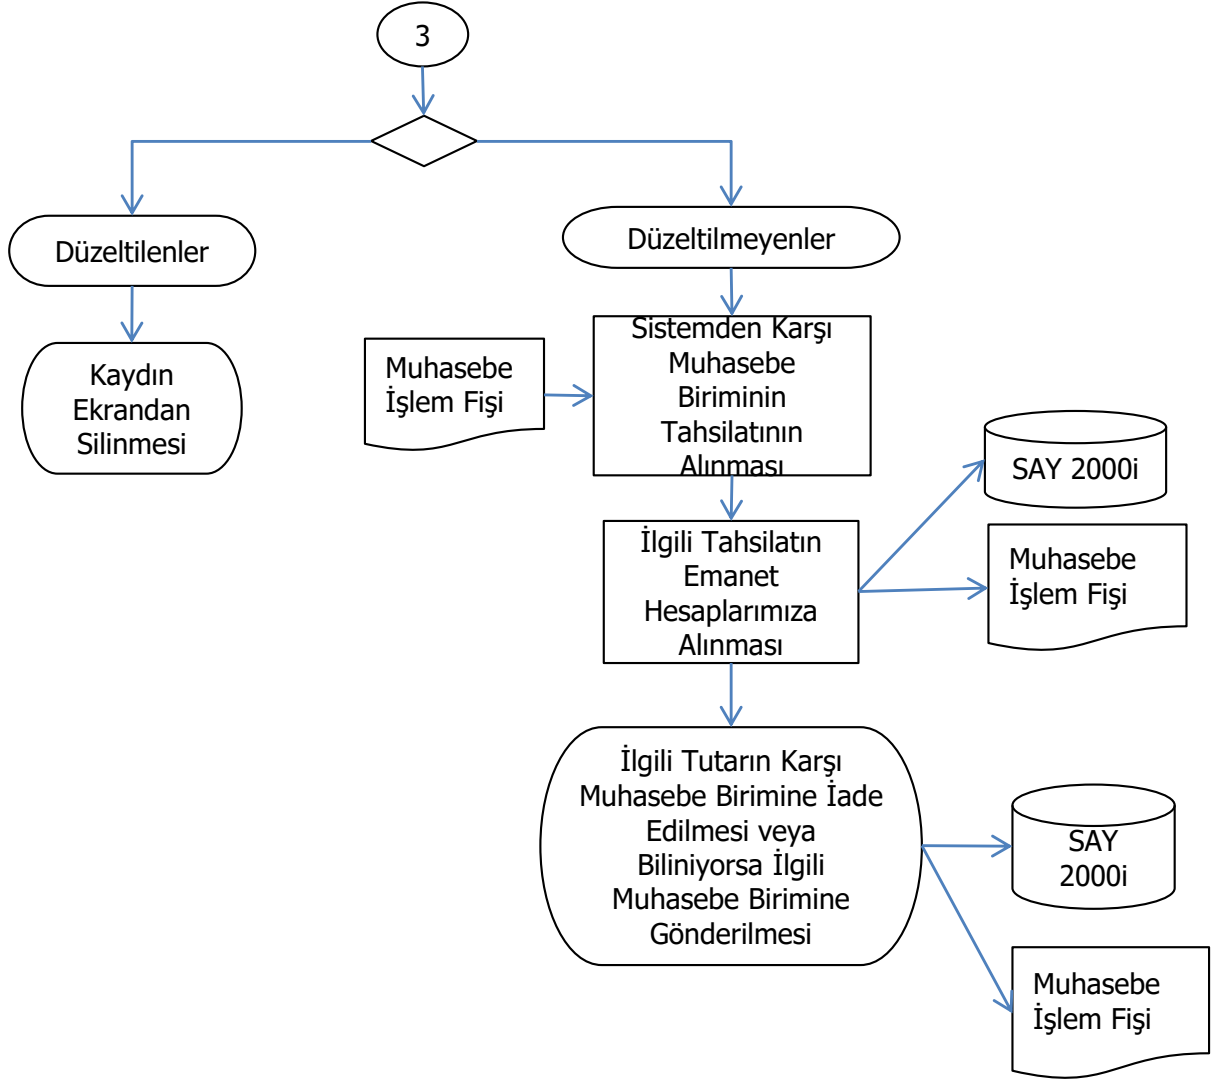 3
Düzeltilenler
Düzeltilmeyenler
Kaydın
Ekrandan
Silinmesi
Muhasebe
İşlem Fişi
Sistemden Karşı
Muhasebe
Biriminin
Tahsilatının
Alınması
SAY 2000i
İlgili Tahsilatın
Emanet
Hesaplarımıza
Alınması
Muhasebe
İşlem Fişi
İlgili Tutarın Karşı
Muhasebe Birimine İade
Edilmesi veya
Biliniyorsa İlgili
Muhasebe Birimine
Gönderilmesi
SAY
2000i
Muhasebe
İşlem Fişi